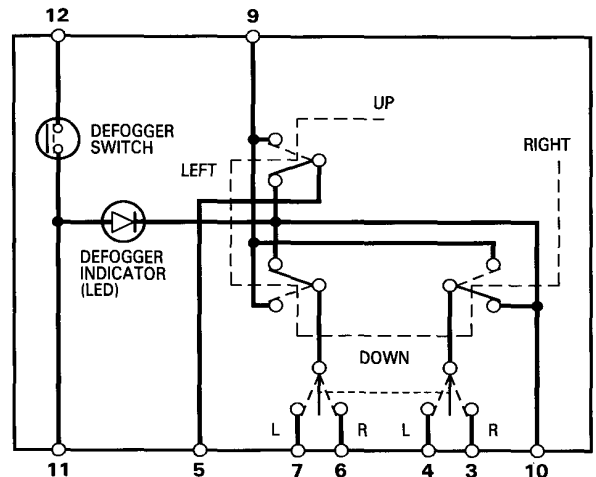 12
9
UP
DEFOGGER
SWITCH
LEFT
RIGHT
DEFOGGER
INDICATOR
(LED)
DOWN
L
R
L
R
11
5
7
6
4
3
10